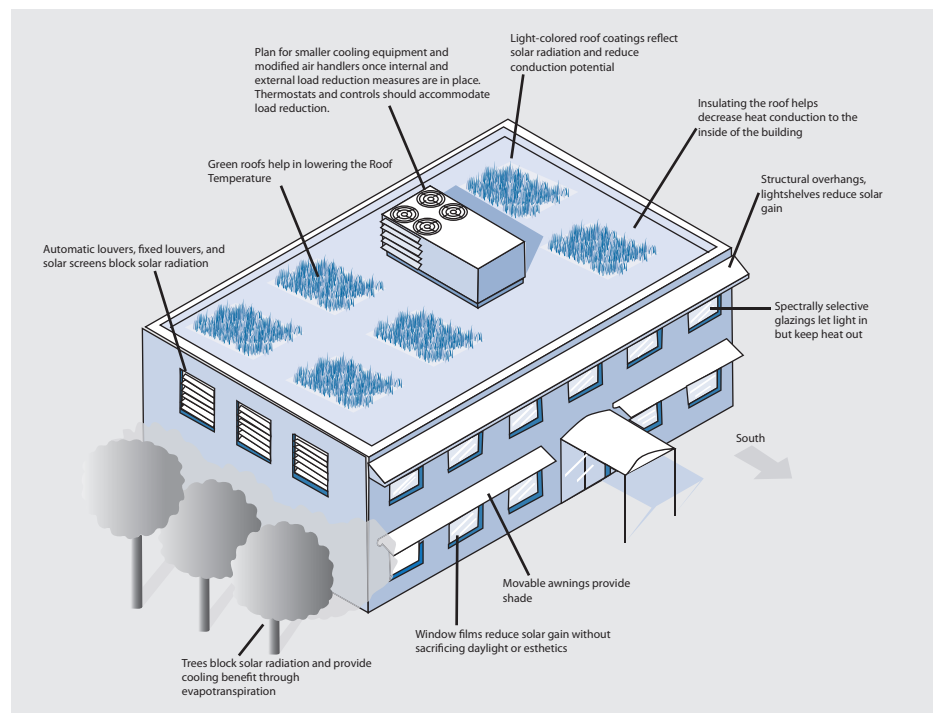 Plan for smaller cooling equipment and
modified air handlers once internal and
external load reduction measures are in place.
Thermostats and controls should accommodate
load reduction.
Light-colored roof coatings reflect
solar radiation and reduce
conduction potential
Insulating the roof helps
decrease heat conduction to the
inside of the building
Green roofs help in lowering the Roof
Temperature
Structural overhangs,
lightshelves reduce solar
gain
Automatic louvers, fixed louvers, and
solar screens block solar radiation
Spectrally selective
glazings let light in
but keep heat out
South
Movable awnings provide
shade
Window films reduce solar gain without
sacrificing daylight or esthetics
Trees block solar radiation and provide
cooling benefit through
evapotranspiration